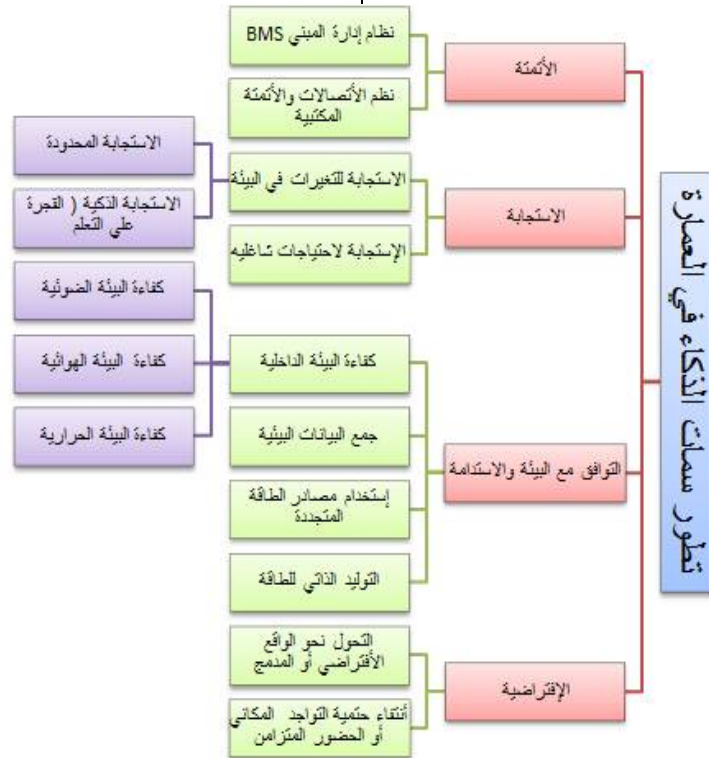 تطور سمات الذكاء في العمارة
الأتمتة
نظام إدارة المبني BMS
نظم الأتصالات والأتمتة
المكتبية
الاستجابة
الاستجابة للتغيرات في البيئة
الاستجابة المحدودة
الاستجابة الذكية ( القجرة
علي التعلم
الإستجابة لاحتياجات شاغليه
التوافق مع البيئة والاستدامة
كفاءة البيئة الداخلية
كفاءة البيئة الضوئية
كفاءة البيئة الهوائية
كفاءة البيئة الحرارية
جمع البيانات البيئية
إستخدام مصادر الطاقة
المتجددة
التوليد الذاتي للطاقة
الإفتراضية
التحول نحو الواقع
الأفتراضي أو المدمج
أنتفاء حتمية التواجد المكاني
أو الحضور المتزامن